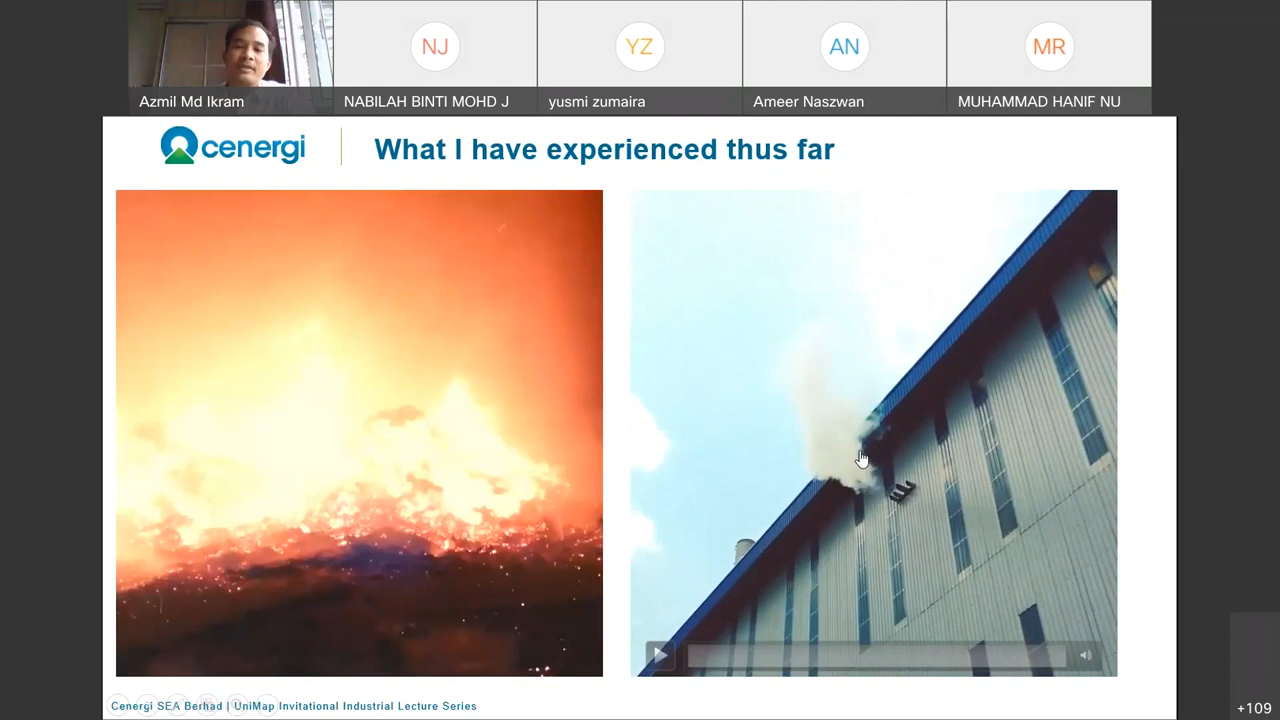 NJ
YZ
AN
MR
Azmil Md Ikram
NABILAH BINTI MOHD J
yusmi zumaira
Ameer Naszwan
MUHAMMAD HANIF NU
cenergi
What I have experienced thus far
Cenergi SEA Berhad | UniMap Invitational Industrial Lecture Series
+109